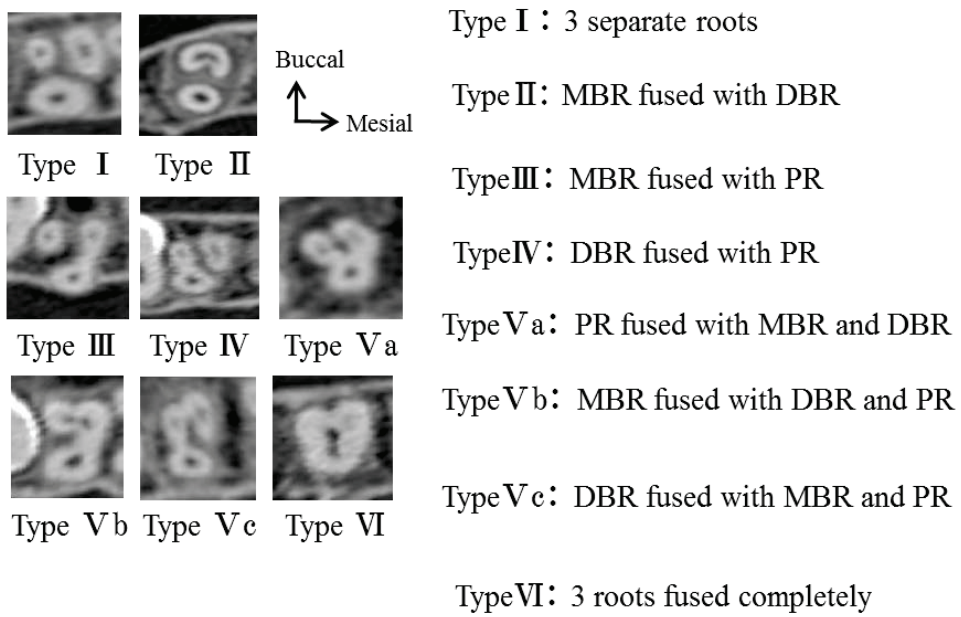 Type Ⅰ: 3 separate roots
Buccal
Mesial
Type Ⅱ: MBR fused with DBR
Type Ⅰ
Type Ⅱ
Type Ⅲ: MBR fused with PR
Type Ⅳ: DBR fused with PR
Type Ⅲ
Type Ⅳ
Type Ⅴa
Type Ⅴa: PR fused with MBR and DBR
Type Ⅴb: MBR fused with DBR and PR
Type Ⅴc: DBR fused with MBR and PR
Type Ⅴb
Type Ⅴc
Type Ⅵ
Type Ⅵ: 3 roots fused completely